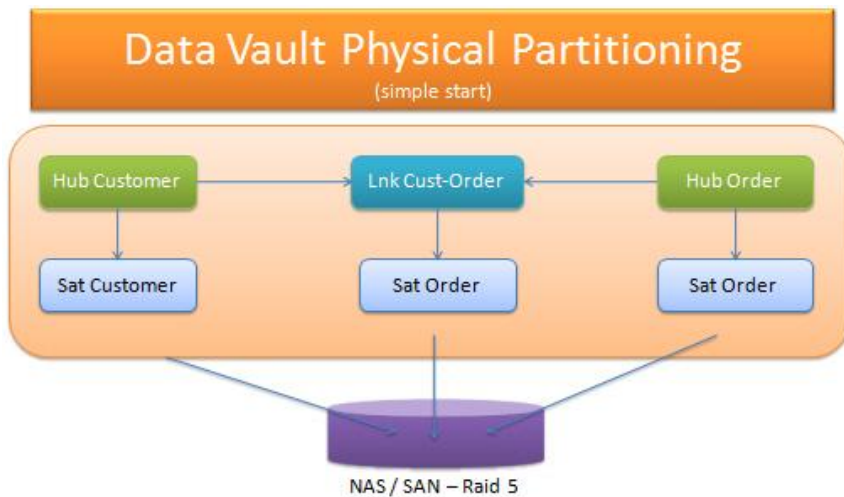 Data Vault Physical Partitioning
(simple start)
Hub Customer
Lnk Cust-Order
Hub Order
Sat Customer
Sat Order
Sat Order
NAS / SAN – Raid 5